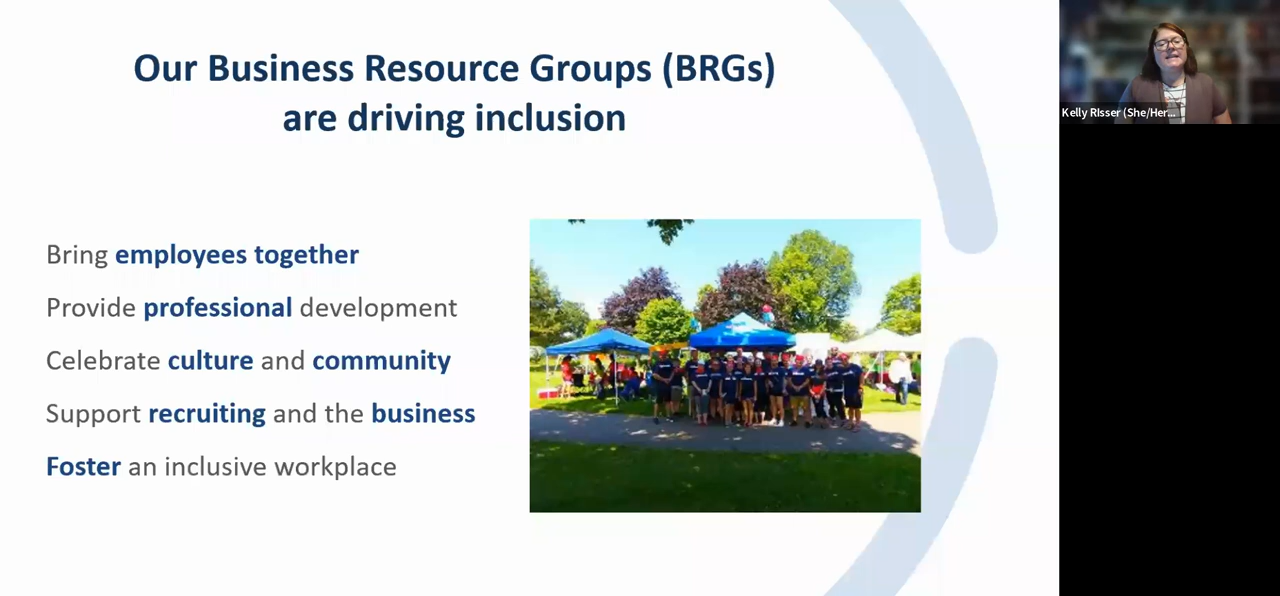 Our Business Resource Groups (BRGs)
are driving inclusion
Bring employees together
Provide professional development
Celebrate culture and community
Support recruiting and the business
Foster an inclusive workplace
Kelly RIsser (She/Her...